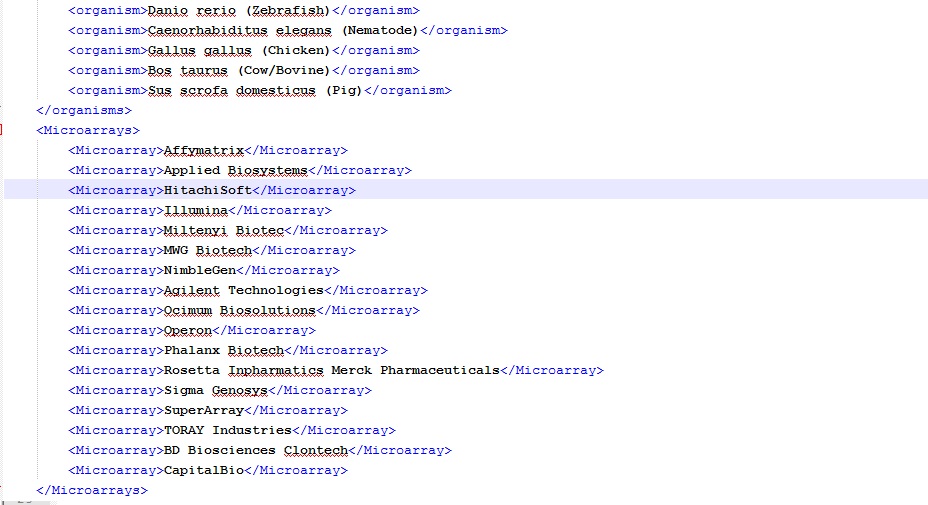 <organism>Danio rerio (Zebrafish)</organism>
<organism>Caenorhabiditus elegans (Nematode)</organism>
<organism>Gallus gallus (Chicken)</organism>
<organism>Bos taurus (Cow/Bovine)</organism>
<organism>Sus scrofa domesticus (Pig)</organism>
</organisms>
<Microarrays>
<Microarray>Affymatrix</Microarray>
<Microarray>Applied Biosystems</Microarray>
<Microarray>HitachiSoft</Microarray>
<Microarray>Illumina</Microarray>
<Microarray>Miltenyi Biotec</Microarray>
<Microarray>MWG Biotech</Microarray>
<Microarray>NimbleGen</Microarray>
<Microarray>Agilent Technologies</Microarray>
<Microarray>Ocimum Biosolutions</Microarray>
<Microarray>Operon</Microarray>
<Microarray>Phalanx Biotech</Microarray>
<Microarray>Rosetta Inpharmatics Merck Pharmaceuticals</Microarray>
<Microarray>Sigma Genosys</Microarray>
<Microarray>SuperArray</Microarray>
<Microarray>TORAY Industries</Microarray>
<Microarray>BD Biosciences Clontech</Microarray>
<Microarray>CapitalBio</Microarray>
</Microarrays>